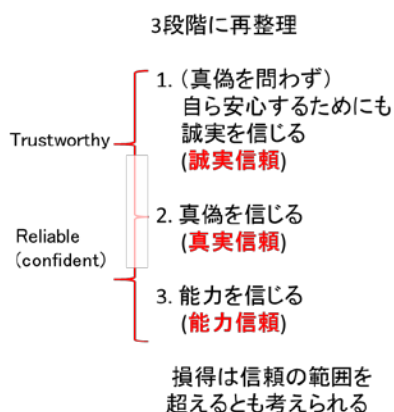 3段階に再整理
1. (真偽を問わず)
自ら安心するためにも
誠実を信じる
(誠実信頼)
Trustworthy
2. 真偽を信じる
(真実信頼)
Reliable
(confident)
3. 能力を信じる
(能力信頼)
損得は信頼の範囲を
超えるとも考えられる